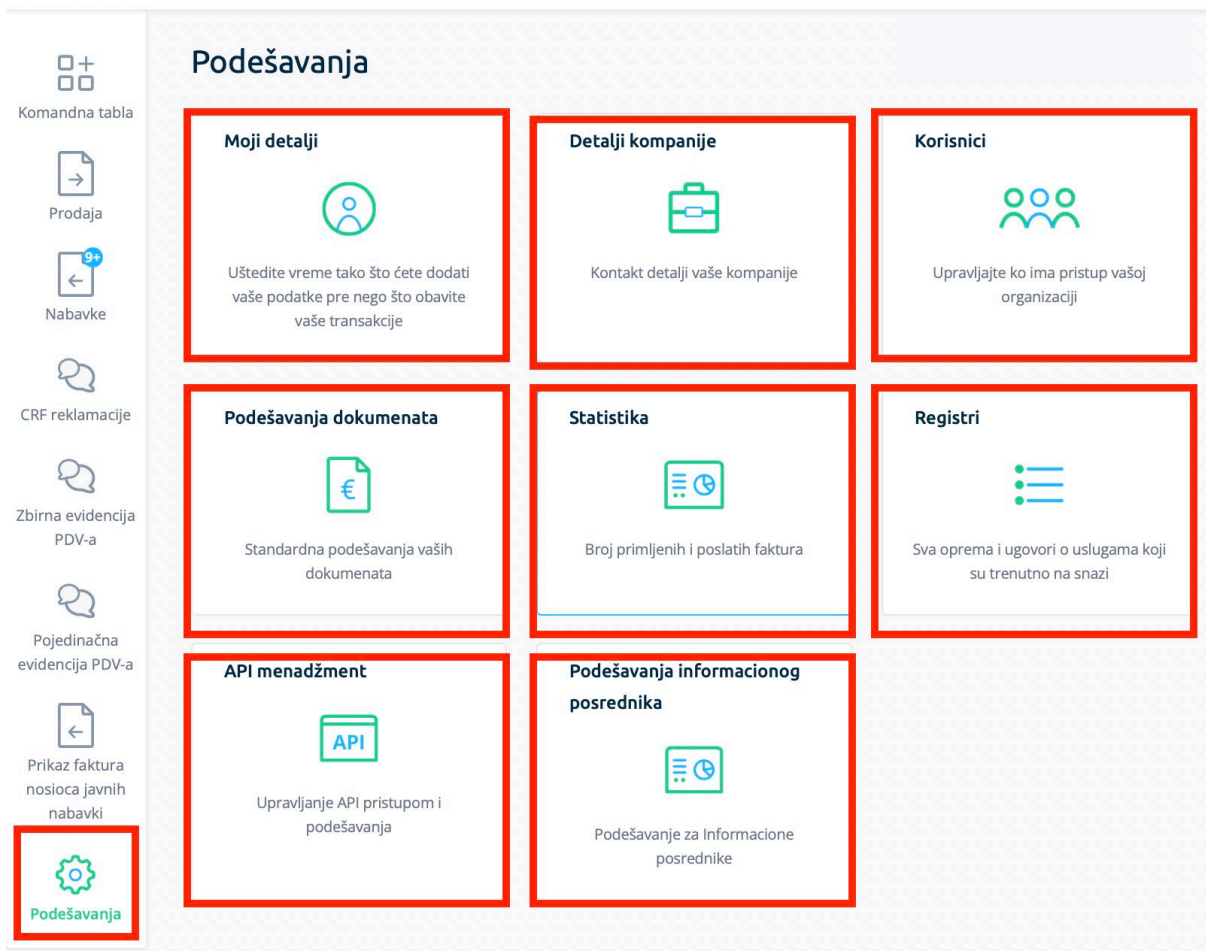 Podešavanja
Komandna tabla
Prodaja
9+
Nabavke
CRF reklamacije
Zbirna evidencija
PDV-a
Pojedinačna
evidencija PDV-a
Prikaz faktura
nosioca javnih
nabavki
Podešavanja
Moji detalji
Uštedite vreme tako što ćete dodati
vaše podatke pre nego što obavite
vaše transakcije
Detalji kompanije
Kontakt detalji vaše kompanije
Korisnici
Upravljajte ko ima pristup vašoj
organizaciji
Podešavanja dokumenata
€
Standardna podešavanja vaših
dokumenata
Statistika
Broj primljenih i poslatih faktura
Registri
Sva oprema i ugovori o uslugama koji
su trenutno na snazi
API menadžment
API
Upravljanje API pristupom i
podešavanja
Podešavanja informacionog
posrednika
Podešavanje za Informacione
posrednike